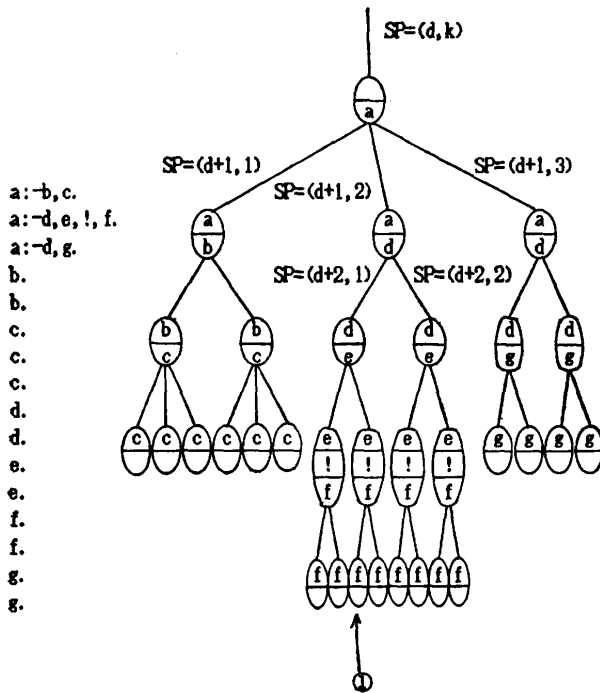 SP=(d,k)
a
SP=(d+1,1)
SP=(d+1,2)
SP=(d+1,3)
a:-b,c.
a:-d,e,!,f.
a:-d,g.
b.
b.
c.
c.
c.
d.
d.
e.
e.
f.
f.
g.
g.
a a a
b d d
SP=(d+2,1) SP=(d+2,2)
b b d d d d
c c e e g g
c c c c c c e e e e g g g g
! ! ! !
f f f f
f f f f f f f f
1